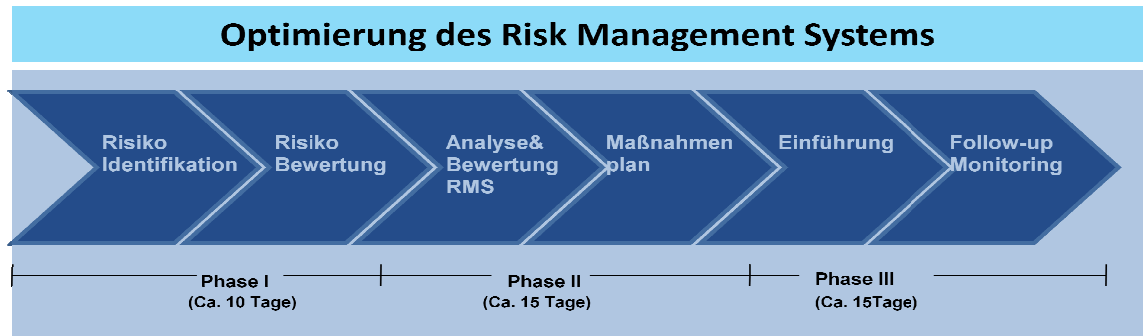 Optimierung des Risk Management Systems
Risiko
Identifikation
Risiko
Bewertung
Analyse&
Bewertung
RMS
Maßnahmen
plan
Einführung
Follow-up
Monitoring
Phase I
(Ca. 10 Tage)
Phase II
(Ca. 15 Tage)
Phase III
(Ca. 15Tage)